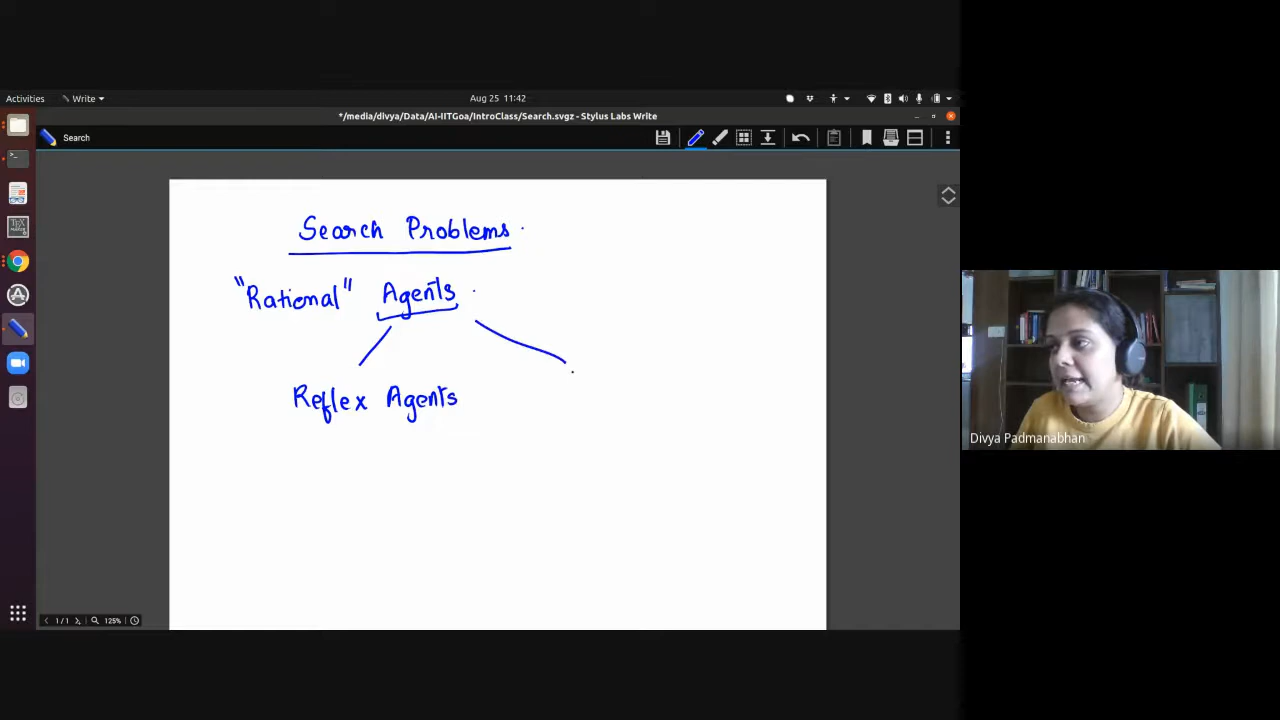 Activities
Write
Aug 25 11:42
*/media/divya/Data/AI-IITGoa/IntroClass/Search.svgz - Stylus Labs Write
Search
Search Problems.
"Rational" Agents.
Reflex Agents
Divya Padmanabhan
1/1
125%